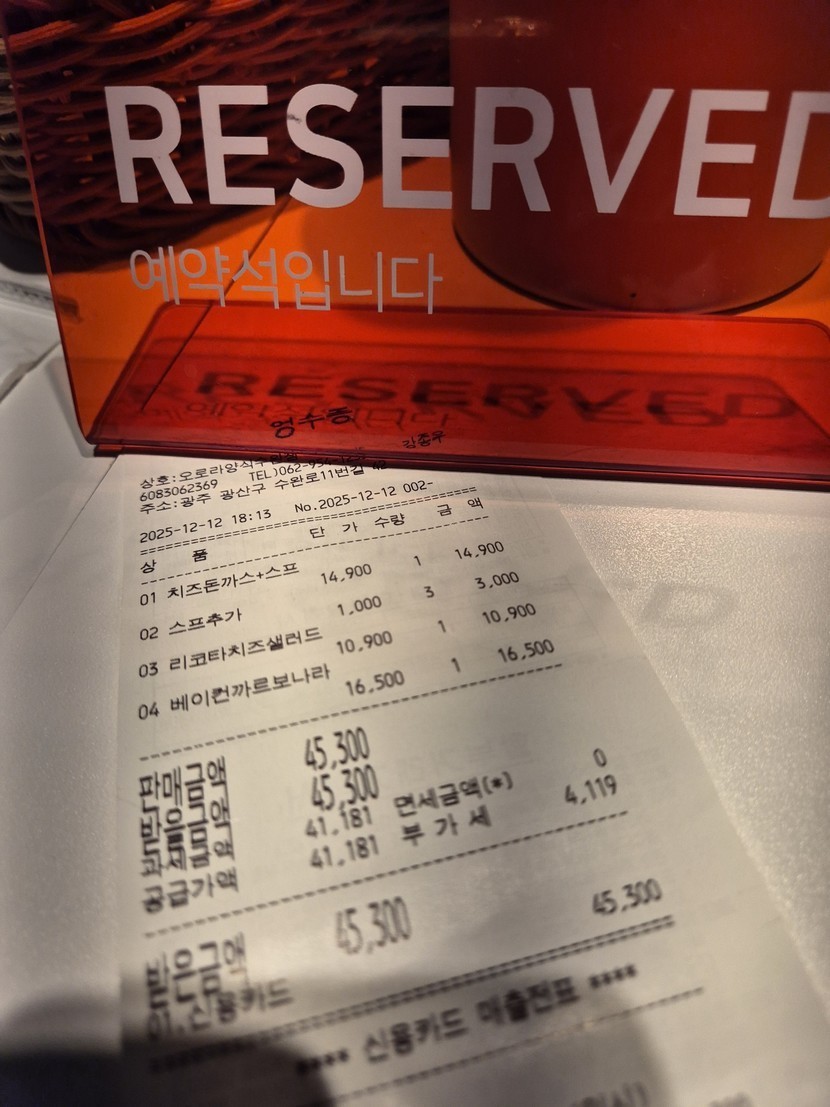 RESERVED
예약석입니다
영수증
상호:오로라양식 김종우
6083062369 TEL)062-954-
주소:광주 광산구 수완로11번길 42
2025-12-12 18:13 No.2025-12-12 002-
상 품 단 가 수량 금 액
01 치즈돈까스+스프 14,900 1 14,900
02 스프추가 1,000 3 3,000
03 리코타치즈샐러드 10,900 1 10,900
04 베이컨까르보나라 16,500 1 16,500
판매금액 45,300
받을금액 45,300
과세금액 41,181 면세금액(*) 0
공급가액 41,181 부 가 세 4,119
받은금액 45,300
01.신용카드 45,300
**** 신용카드 매출전표 ****